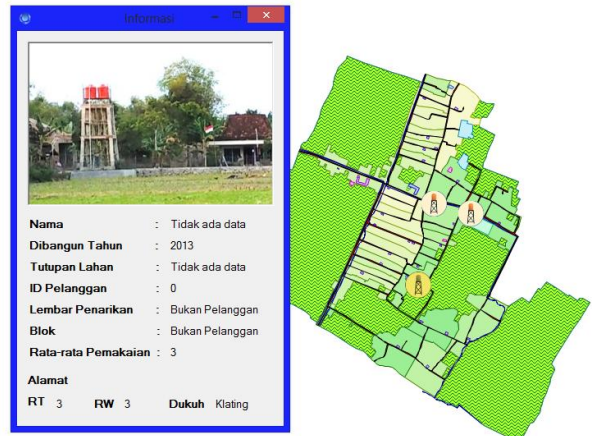 Informasi
Nama : Tidak ada data
Dibangun Tahun : 2013
Tutupan Lahan : Tidak ada data
ID Pelanggan : 0
Lembar Penarikan : Bukan Pelanggan
Blok : Bukan Pelanggan
Rata-rata Pemakaian : 3
Alamat
RT 3 RW 3 Dukuh Klating